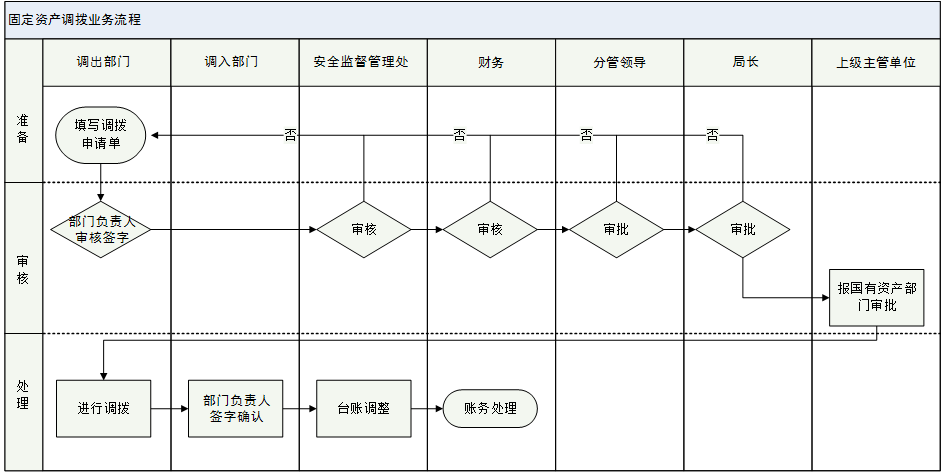 固定资产调拨业务流程
调出部门
调入部门
安全监督管理处
财务
分管领导
局长
上级主管单位
准
备
填写调拨
申请单
否
否
否
否
审
核
部门负责人
审核签字
审核
审核
审批
审批
报国有资产部
门审批
处
理
进行调拨
部门负责人
签字确认
台账调整
账务处理